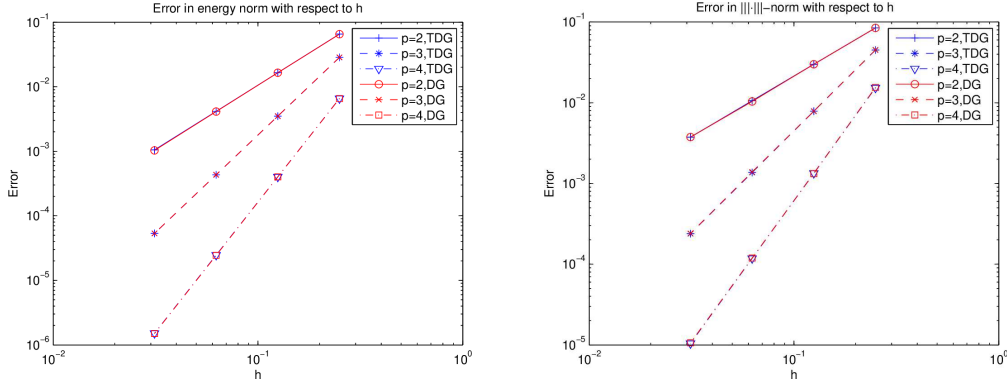 Error in energy norm with respect to h
10^-1
10^-2
10^-3
10^-4
10^-5
10^-6
Error
10^-2
10^-1
10^0
h
p=2,TDG
p=3,TDG
p=4,TDG
p=2,DG
p=3,DG
p=4,DG
Error in |||·|||−norm with respect to h
10^-1
10^-2
10^-3
10^-4
10^-5
Error
10^-2
10^-1
10^0
h
p=2,TDG
p=3,TDG
p=4,TDG
p=2,DG
p=3,DG
p=4,DG